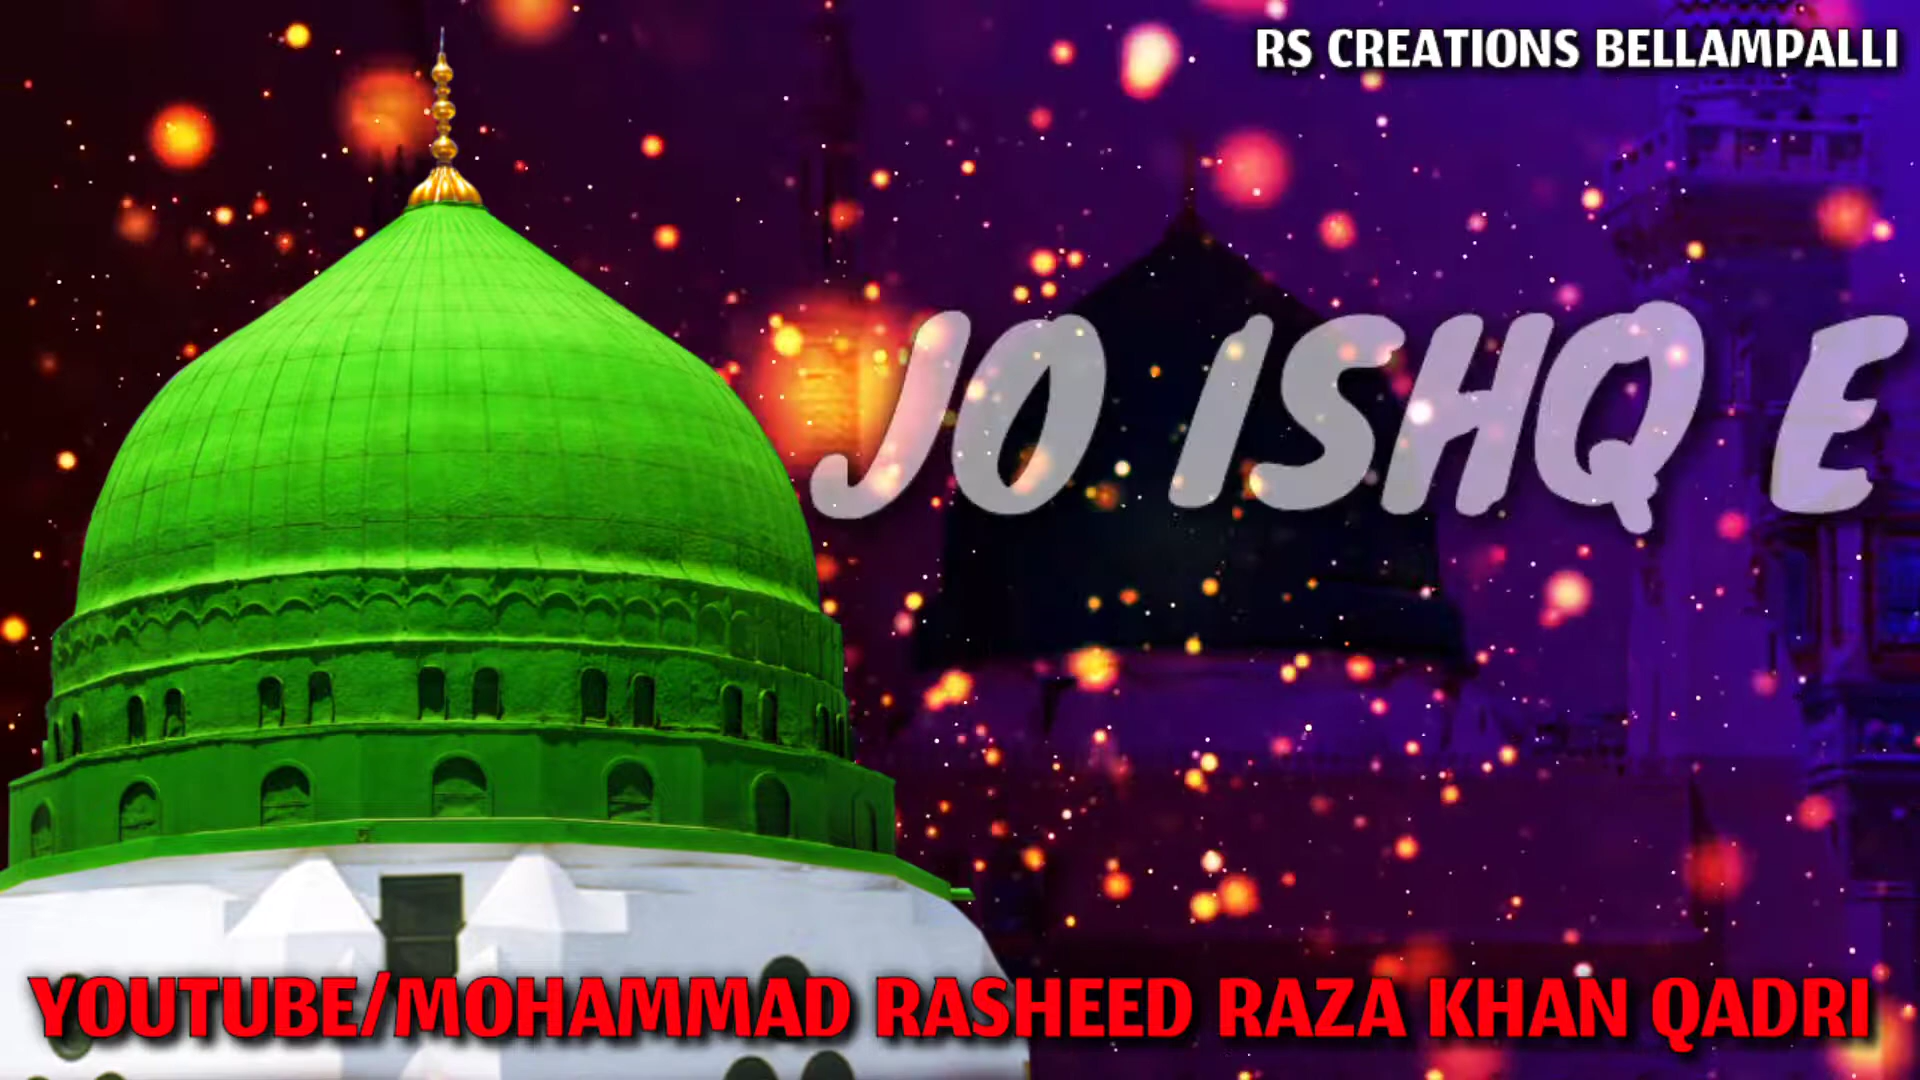 RS CREATIONS BELLAMPALLI
JO ISHQ E
YOUTUBE/MOHAMMAD RASHEED RAZA KHAN QADRI